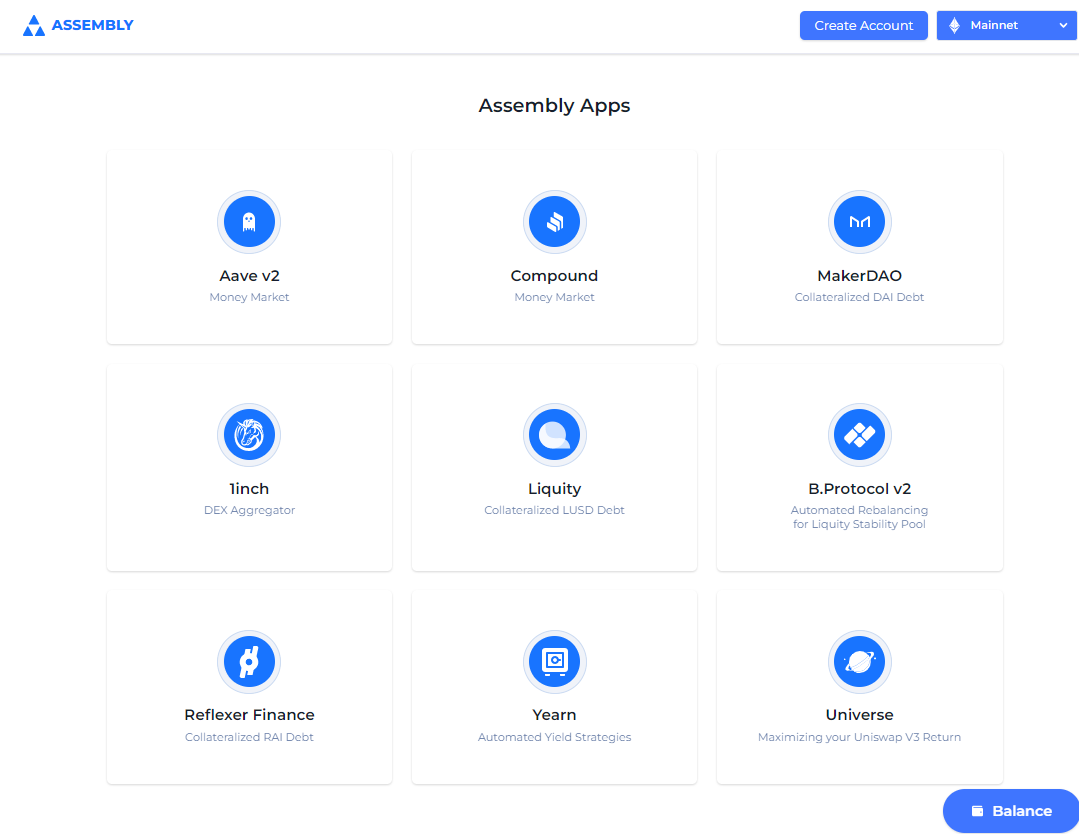 ASSEMBLY
Create Account
Mainnet
Assembly Apps
Aave v2
Money Market
Compound
Money Market
MakerDAO
Collateralized DAI Debt
1inch
DEX Aggregator
Liquity
Collateralized LUSD Debt
B.Protocol v2
Automated Rebalancing
for Liquity Stability Pool
Reflexer Finance
Collateralized RAI Debt
Yearn
Automated Yield Strategies
Universe
Maximizing your Uniswap V3 Return
Balance